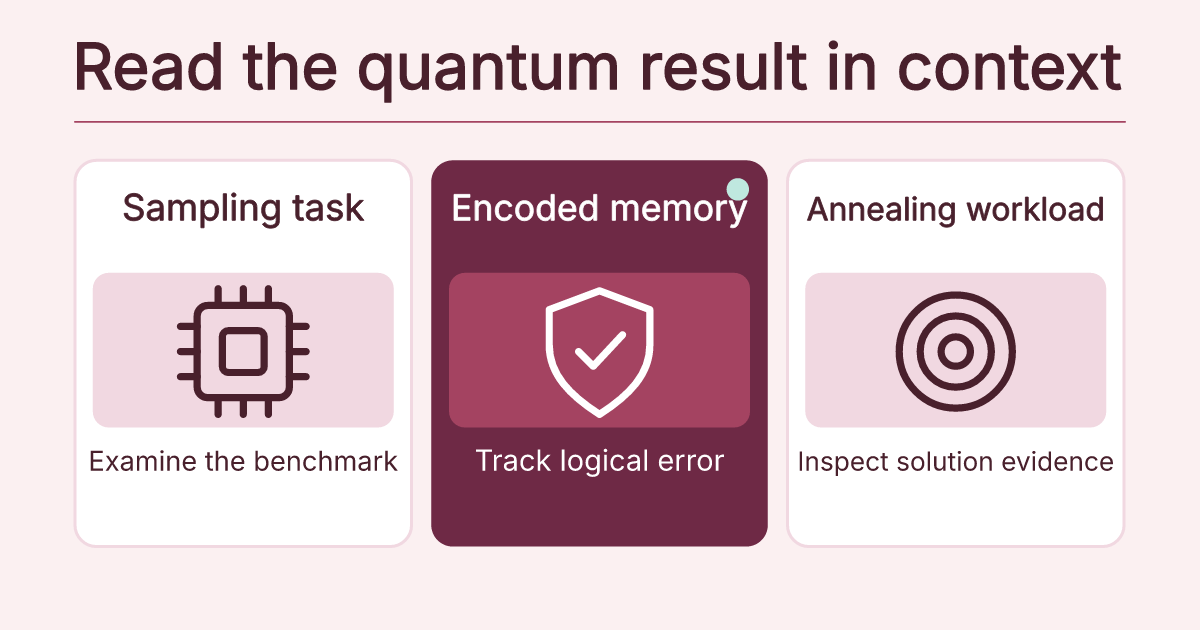 Read the quantum result in context
Sampling task
Examine the benchmark
Encoded memory
Track logical error
Annealing workload
Inspect solution evidence